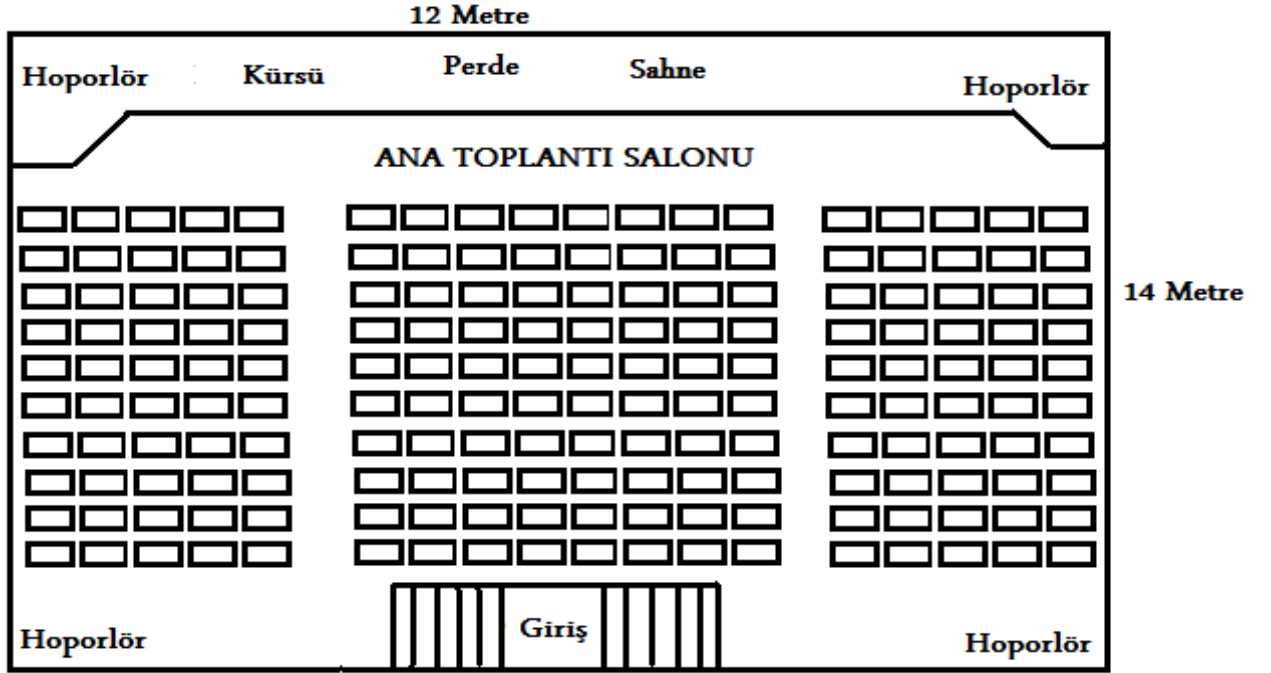 12 Metre
Hoporlör
Kürsü
Perde
Sahne
Hoporlör
ANA TOPLANTI SALONU
14 Metre
Hoporlör
Giriş
Hoporlör